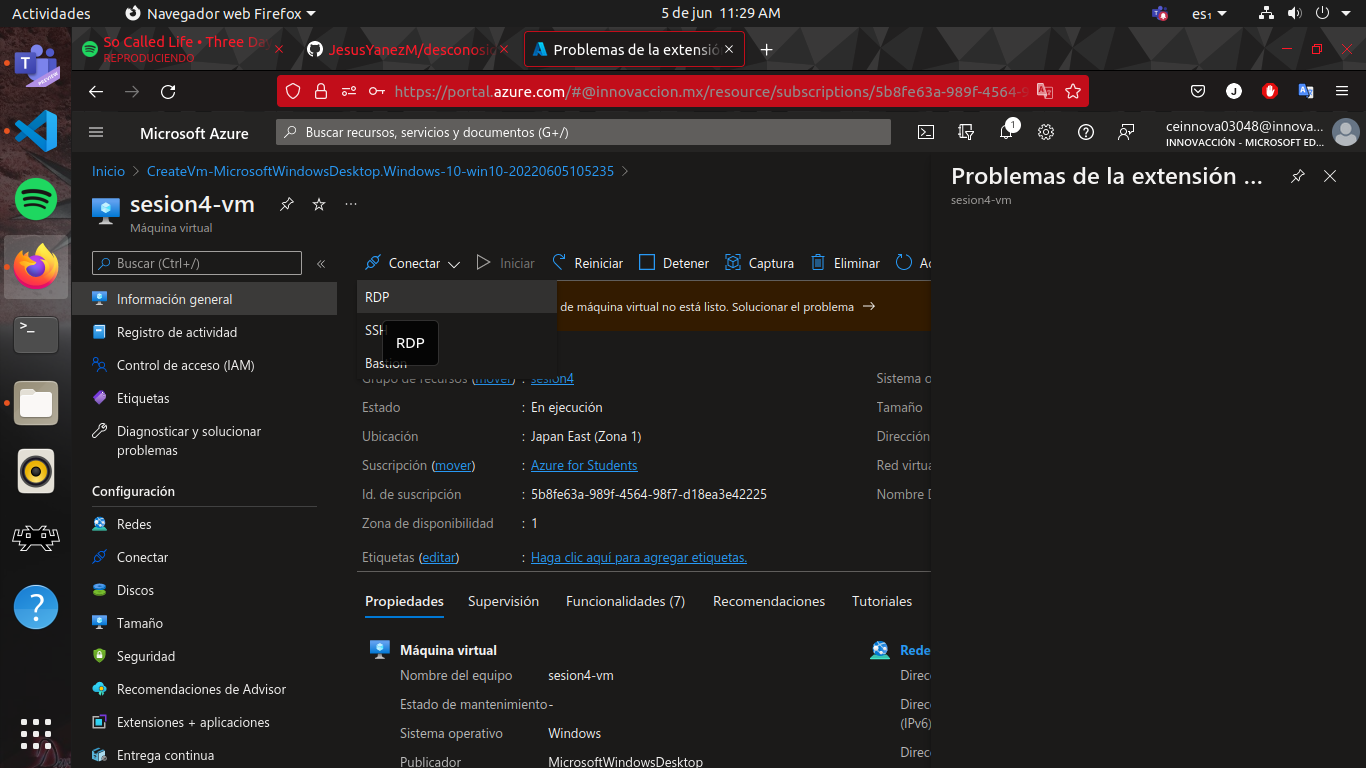 Actividades
Navegador web Firefox
5 de jun 11:29 AM
es₁
So Called Life • Three Da
REPRODUCIENDO
JesusYanezM/desconosi
Problemas de la extensió
https://portal.azure.com/#@innovaccion.mx/resource/subscriptions/5b8fe63a-989f-4564-9
Microsoft Azure
Buscar recursos, servicios y documentos (G+/)
1
ceinnova03048@innova...
INNOVACCIÓN - MICROSOFT ED...
Inicio > CreateVm-MicrosoftWindowsDesktop.Windows-10-win10-20220605105235 >
sesion4-vm
Máquina virtual
Problemas de la extensión ...
sesion4-vm
Buscar (Ctrl+/)
«
Conectar
Iniciar
Reiniciar
Detener
Captura
Eliminar
Ac
RDP
SSH
Bastion
RDP
de máquina virtual no está listo. Solucionar el problema →
Información general
Registro de actividad
Control de acceso (IAM)
Etiquetas
Diagnosticar y solucionar
problemas
Configuración
Redes
Conectar
Discos
Tamaño
Seguridad
Recomendaciones de Advisor
Extensiones + aplicaciones
Entrega continua
Grupo de recursos (mover) : sesion4
Estado : En ejecución
Ubicación : Japan East (Zona 1)
Suscripción (mover) : Azure for Students
Id. de suscripción : 5b8fe63a-989f-4564-98f7-d18ea3e42225
Zona de disponibilidad : 1
Etiquetas (editar) : Haga clic aquí para agregar etiquetas.
Sistema o
Tamaño
Dirección
Red virtua
Nombre D
Propiedades
Supervisión
Funcionalidades (7)
Recomendaciones
Tutoriales
Máquina virtual
Nombre del equipo sesion4-vm
Estado de mantenimiento -
Sistema operativo Windows
Publicador MicrosoftWindowsDesktop
Rede
Direc
Direc
(IPv6)
Direc
PREVIEW